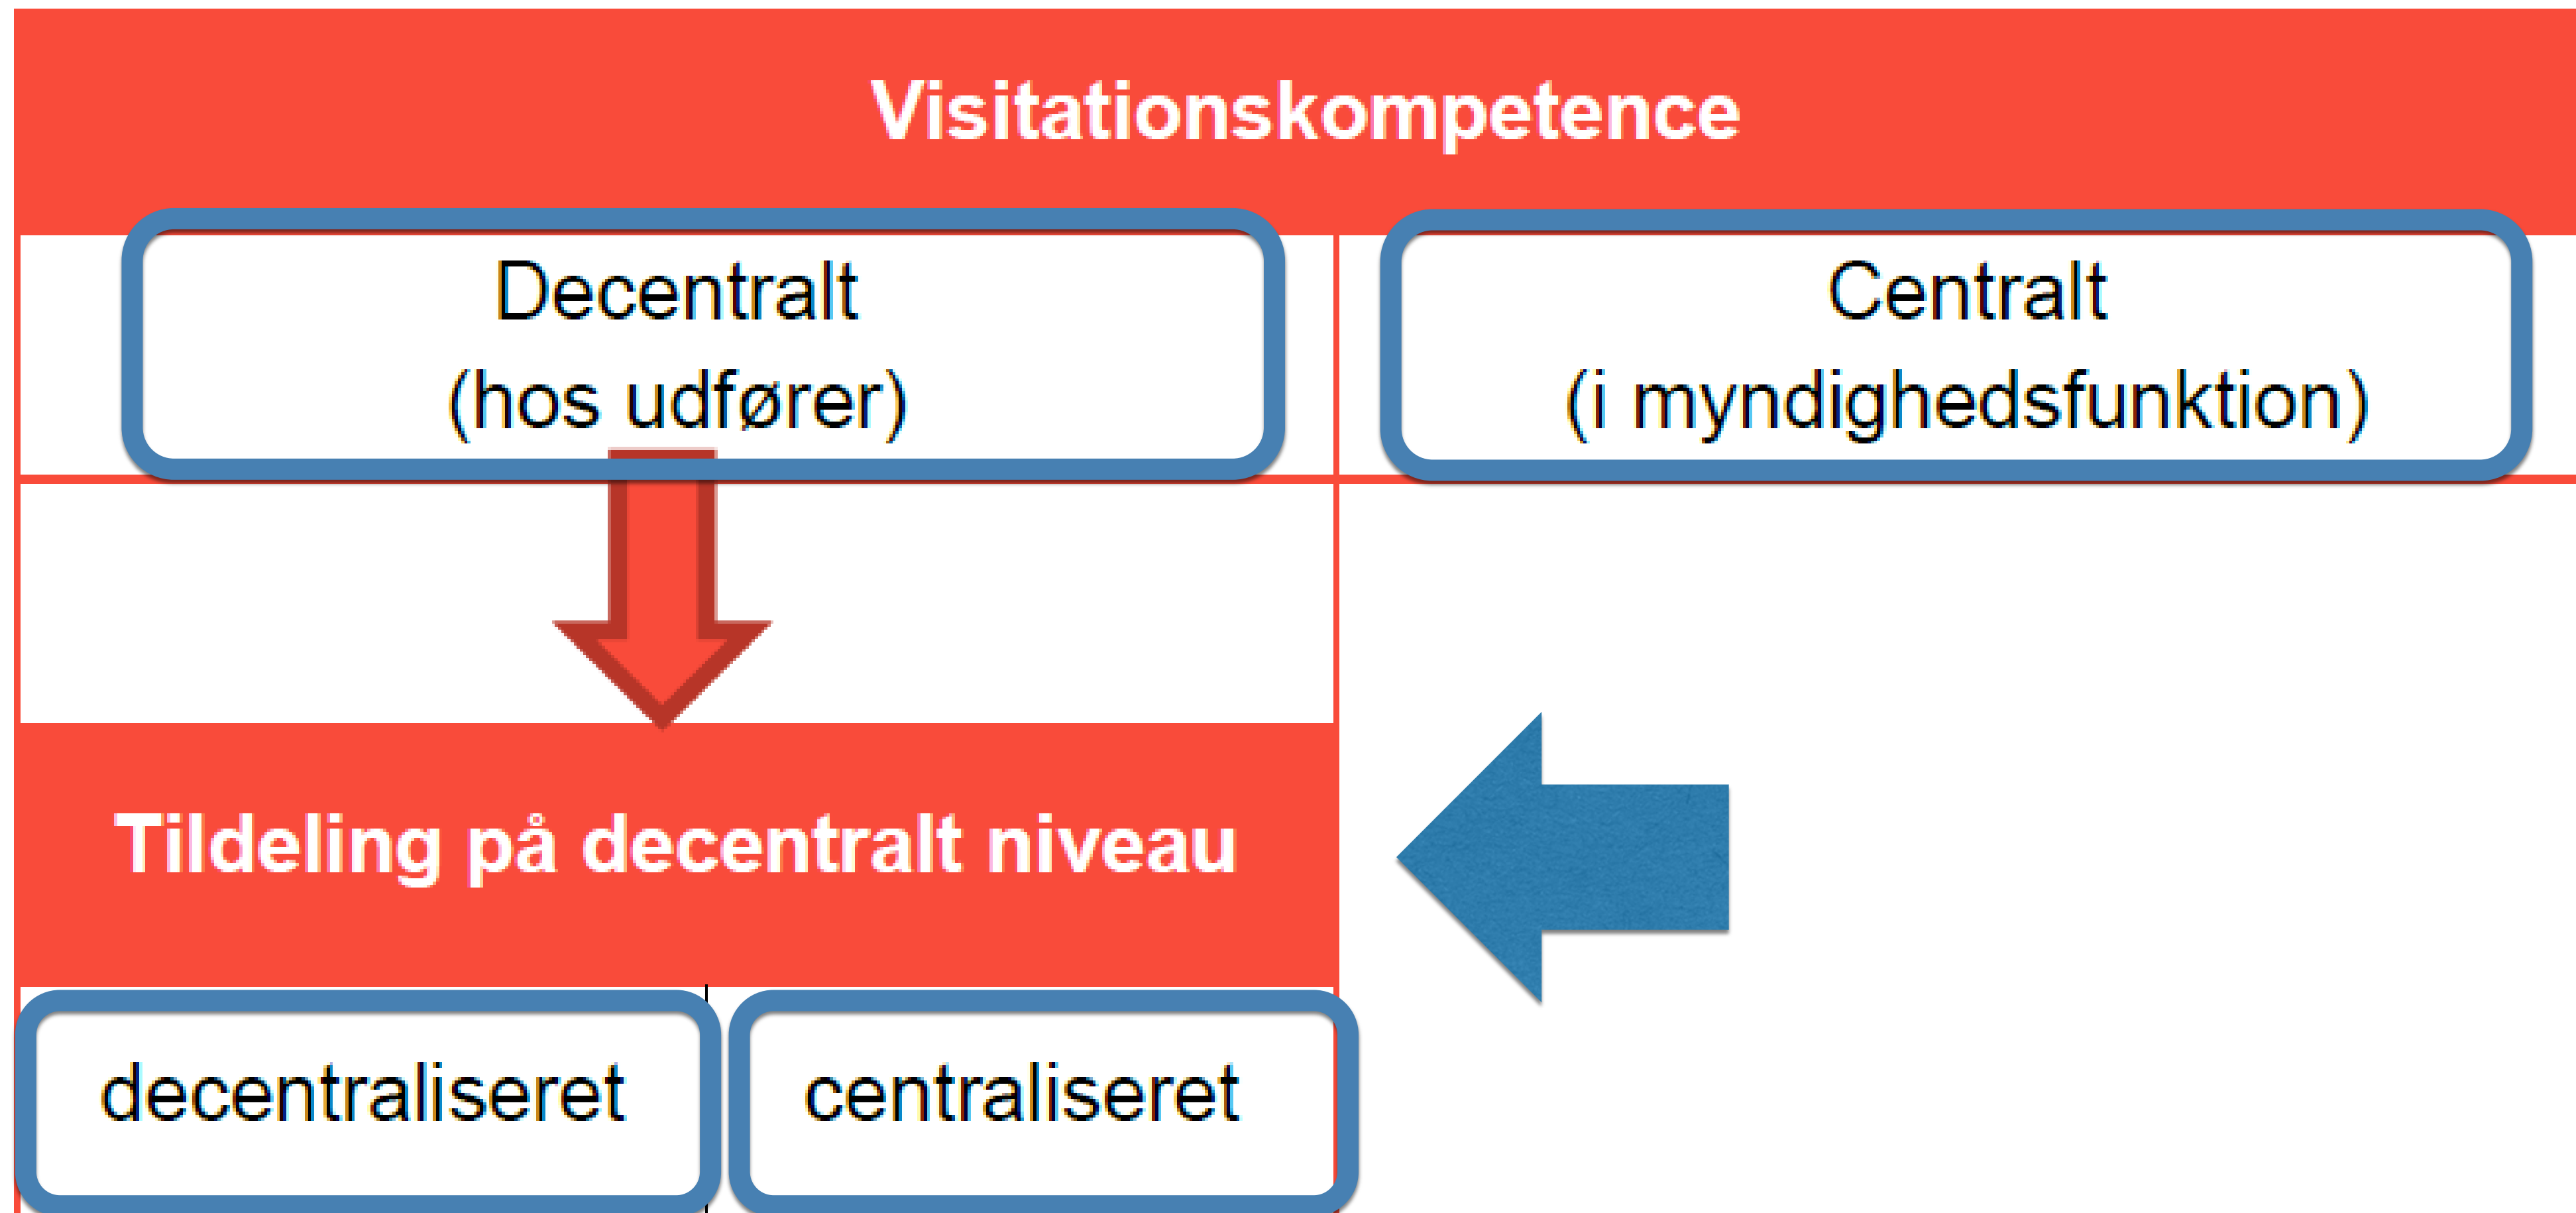 Visitationskompetence
Decentralt
(hos udfører)
Centralt
(i myndighedsfunktion)
Tildeling på decentralt niveau
decentraliseret
centraliseret